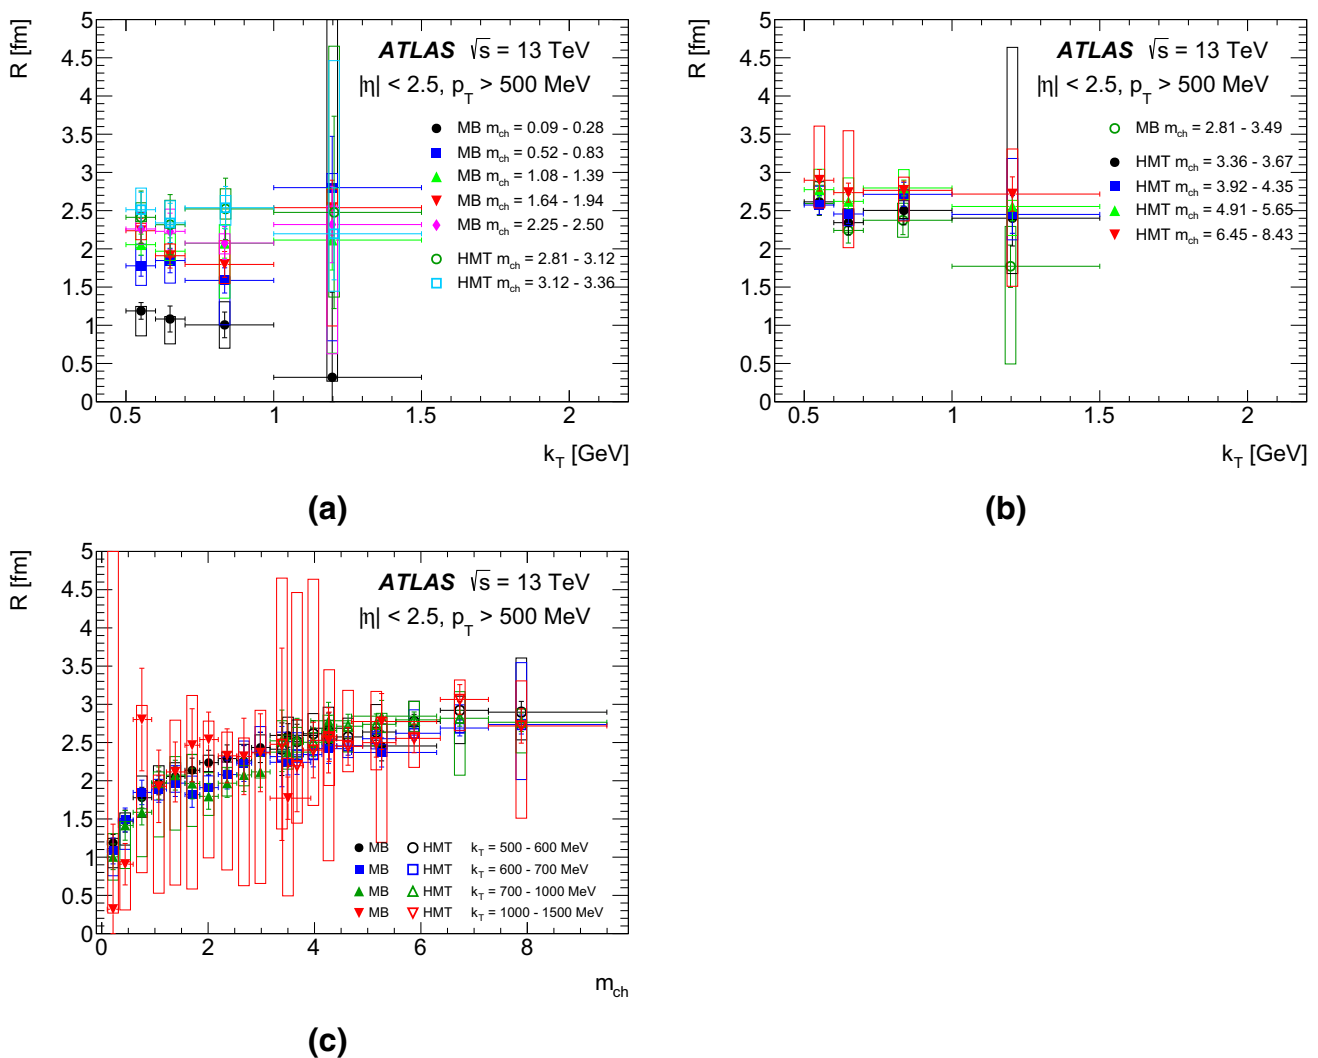 R [fm]
ATLAS √s = 13 TeV
|η| < 2.5, p_T > 500 MeV
MB m_ch = 0.09 - 0.28
MB m_ch = 0.52 - 0.83
MB m_ch = 1.08 - 1.39
MB m_ch = 1.64 - 1.94
MB m_ch = 2.25 - 2.50
HMT m_ch = 2.81 - 3.12
HMT m_ch = 3.12 - 3.36
5
4.5
4
3.5
3
2.5
2
1.5
1
0.5
0
0.5 1 1.5 2
k_T [GeV]
(a)
R [fm]
ATLAS √s = 13 TeV
|η| < 2.5, p_T > 500 MeV
MB m_ch = 2.81 - 3.49
HMT m_ch = 3.36 - 3.67
HMT m_ch = 3.92 - 4.35
HMT m_ch = 4.91 - 5.65
HMT m_ch = 6.45 - 8.43
5
4.5
4
3.5
3
2.5
2
1.5
1
0.5
0
0.5 1 1.5 2
k_T [GeV]
(b)
R [fm]
ATLAS √s = 13 TeV
|η| < 2.5, p_T > 500 MeV
5
4.5
4
3.5
3
2.5
2
1.5
1
0.5
0
MB HMT k_T = 500 - 600 MeV
MB HMT k_T = 600 - 700 MeV
MB HMT k_T = 700 - 1000 MeV
MB HMT k_T = 1000 - 1500 MeV
0 2 4 6 8
m_ch
(c)